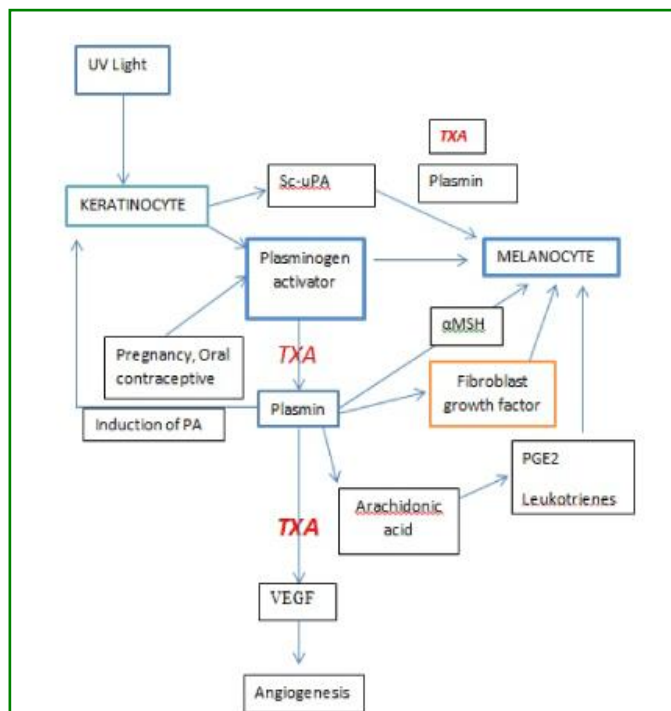 UV Light
TXA
Sc-uPA
Plasmin
KERATINOCYTE
Plasminogen
activator
MELANOCYTE
αMSH
Pregnancy, Oral
contraceptive
TXA
Fibroblast
growth factor
Plasmin
Induction of PA
PGE2
Leukotrienes
Arachidonic
acid
TXA
VEGF
Angiogenesis